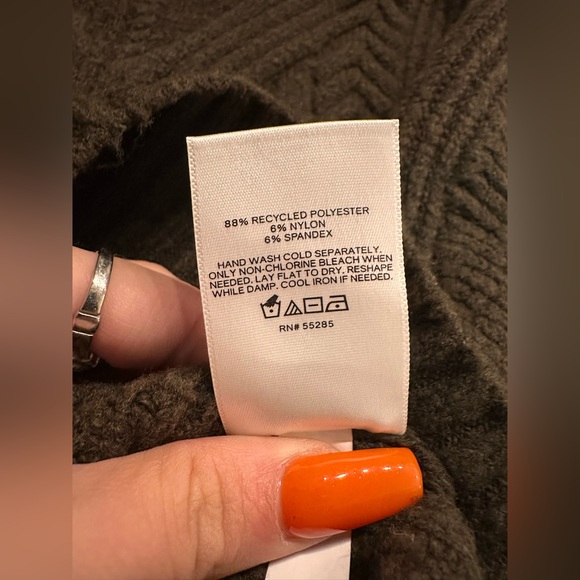 88% RECYCLED POLYESTER
6% NYLON
6% SPANDEX
HAND WASH COLD SEPARATELY.
ONLY NON-CHLORINE BLEACH WHEN
NEEDED. LAY FLAT TO DRY. RESHAPE
WHILE DAMP. COOL IRON IF NEEDED.
RN# 55285